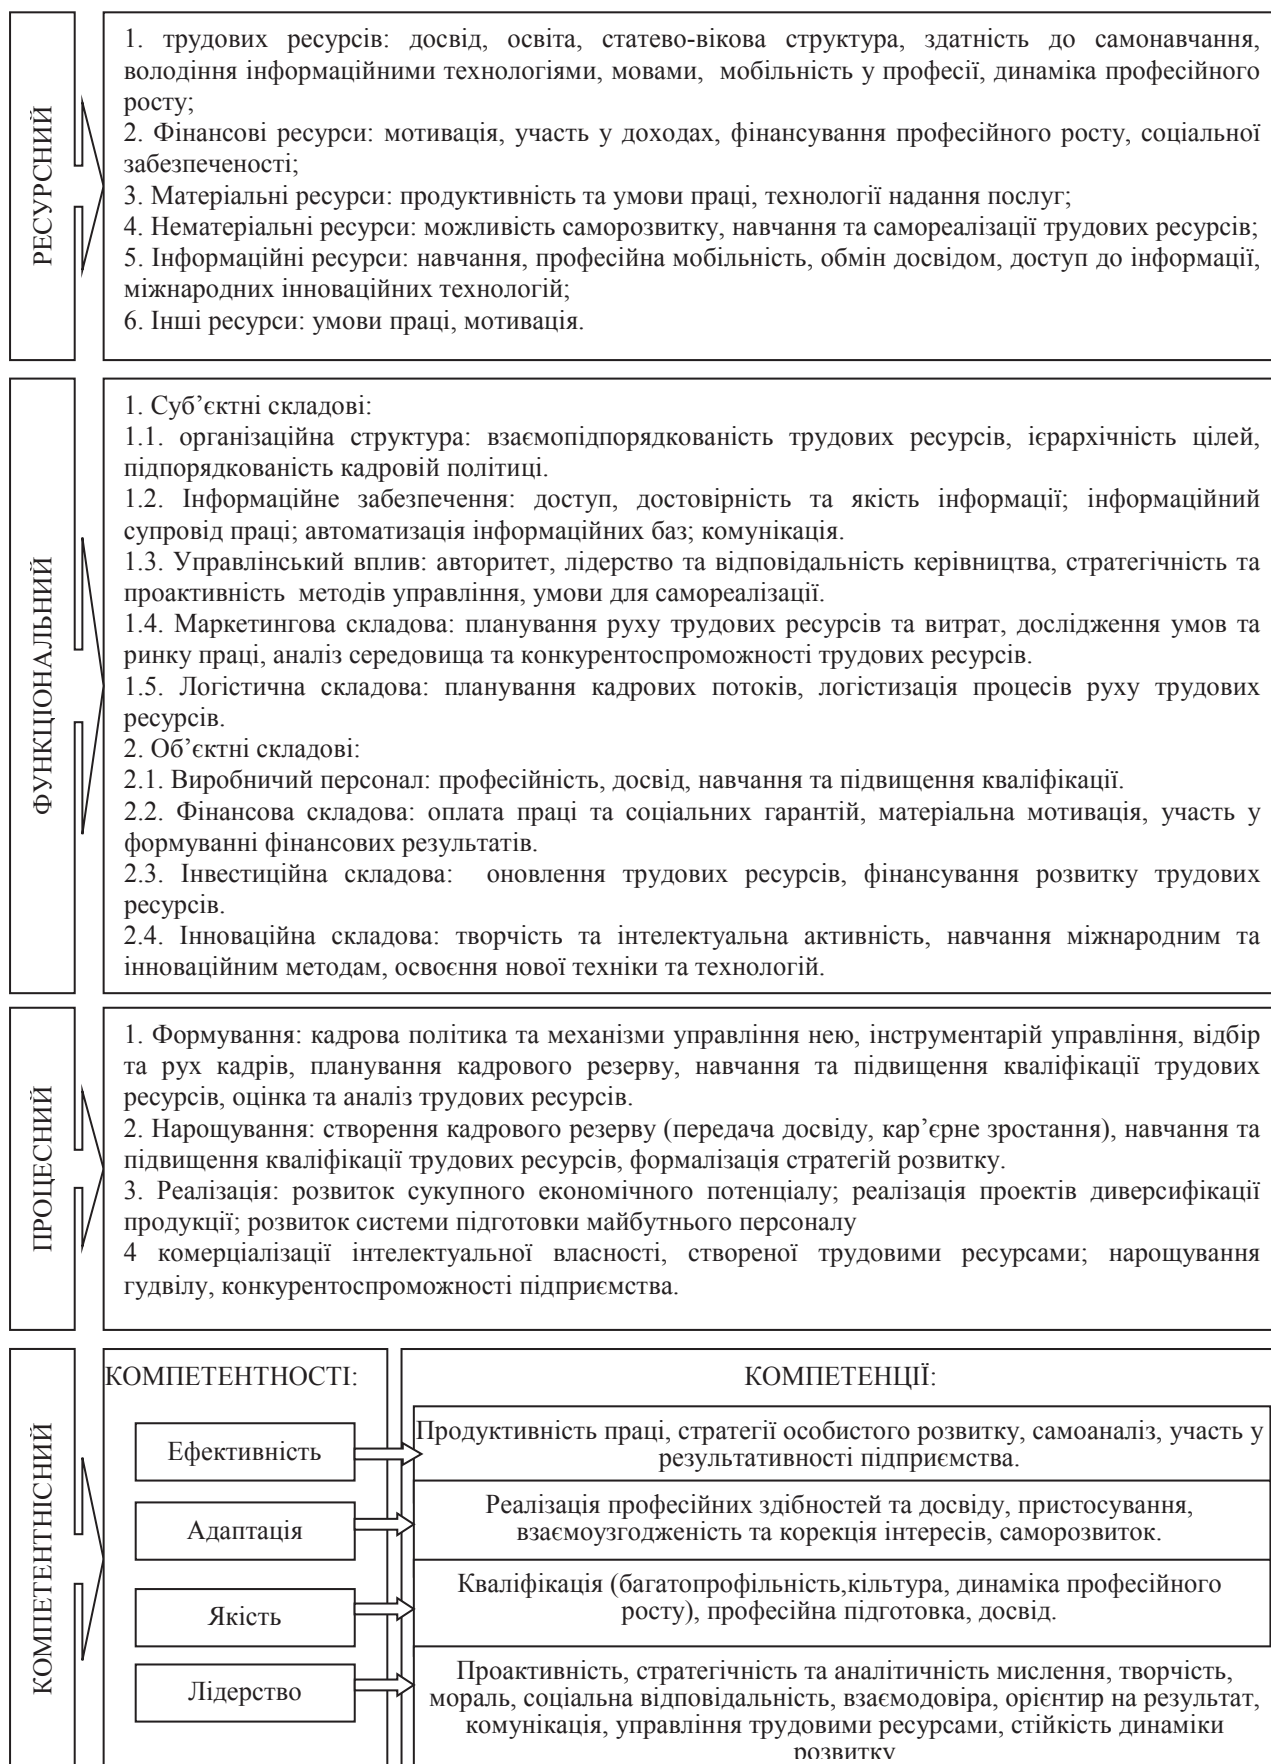 РЕСУРСНИЙ
1. трудових ресурсів: досвід, освіта, статево-вікова структура, здатність до самонавчання,
володіння інформаційними технологіями, мовами, мобільність у професії, динаміка професійного
росту;
2. Фінансові ресурси: мотивація, участь у доходах, фінансування професійного росту, соціальної
забезпеченості;
3. Матеріальні ресурси: продуктивність та умови праці, технології надання послуг;
4. Нематеріальні ресурси: можливість саморозвитку, навчання та самореалізації трудових ресурсів;
5. Інформаційні ресурси: навчання, професійна мобільність, обмін досвідом, доступ до інформації,
міжнародних інноваційних технологій;
6. Інші ресурси: умови праці, мотивація.
ФУНКЦІОНАЛЬНИЙ
1. Суб’єктні складові:
1.1. організаційна структура: взаємопідпорядкованість трудових ресурсів, ієрархічність цілей,
підпорядкованість кадровій політиці.
1.2. Інформаційне забезпечення: доступ, достовірність та якість інформації; інформаційний
супровід праці; автоматизація інформаційних баз; комунікація.
1.3. Управлінський вплив: авторитет, лідерство та відповідальність керівництва, стратегічність та
проактивність методів управління, умови для самореалізації.
1.4. Маркетингова складова: планування руху трудових ресурсів та витрат, дослідження умов та
ринку праці, аналіз середовища та конкурентоспроможності трудових ресурсів.
1.5. Логістична складова: планування кадрових потоків, логістизація процесів руху трудових
ресурсів.
2. Об’єктні складові:
2.1. Виробничий персонал: професійність, досвід, навчання та підвищення кваліфікації.
2.2. Фінансова складова: оплата праці та соціальних гарантій, матеріальна мотивація, участь у
формуванні фінансових результатів.
2.3. Інвестиційна складова: оновлення трудових ресурсів, фінансування розвитку трудових
ресурсів.
2.4. Інноваційна складова: творчість та інтелектуальна активність, навчання міжнародним та
інноваційним методам, освоєння нової техніки та технологій.
ПРОЦЕСНИЙ
1. Формування: кадрова політика та механізми управління нею, інструментарій управління, відбір
та рух кадрів, планування кадрового резерву, навчання та підвищення кваліфікації трудових
ресурсів, оцінка та аналіз трудових ресурсів.
2. Нарощування: створення кадрового резерву (передача досвіду, кар’єрне зростання), навчання та
підвищення кваліфікації трудових ресурсів, формалізація стратегій розвитку.
3. Реалізація: розвиток сукупного економічного потенціалу; реалізація проектів диверсифікації
продукції; розвиток системи підготовки майбутнього персоналу
4 комерціалізації інтелектуальної власності, створеної трудовими ресурсами; нарощування
гудвілу, конкурентоспроможності підприємства.
КОМПЕТЕНТНІСНИЙ
КОМПЕТЕНТНОСТІ:
КОМПЕТЕНЦІЇ:
Ефективність
Продуктивність праці, стратегії особистого розвитку, самоаналіз, участь у
результативності підприємства.
Адаптація
Реалізація професійних здібностей та досвіду, пристосування,
взаємоузгодженість та корекція інтересів, саморозвиток.
Якість
Кваліфікація (багатопрофільність,кільтура, динаміка професійного
росту), професійна підготовка, досвід.
Лідерство
Проактивність, стратегічність та аналітичність мислення, творчість,
мораль, соціальна відповідальність, взаємодовіра, орієнтир на результат,
комунікація, управління трудовими ресурсами, стійкість динаміки
розвитку